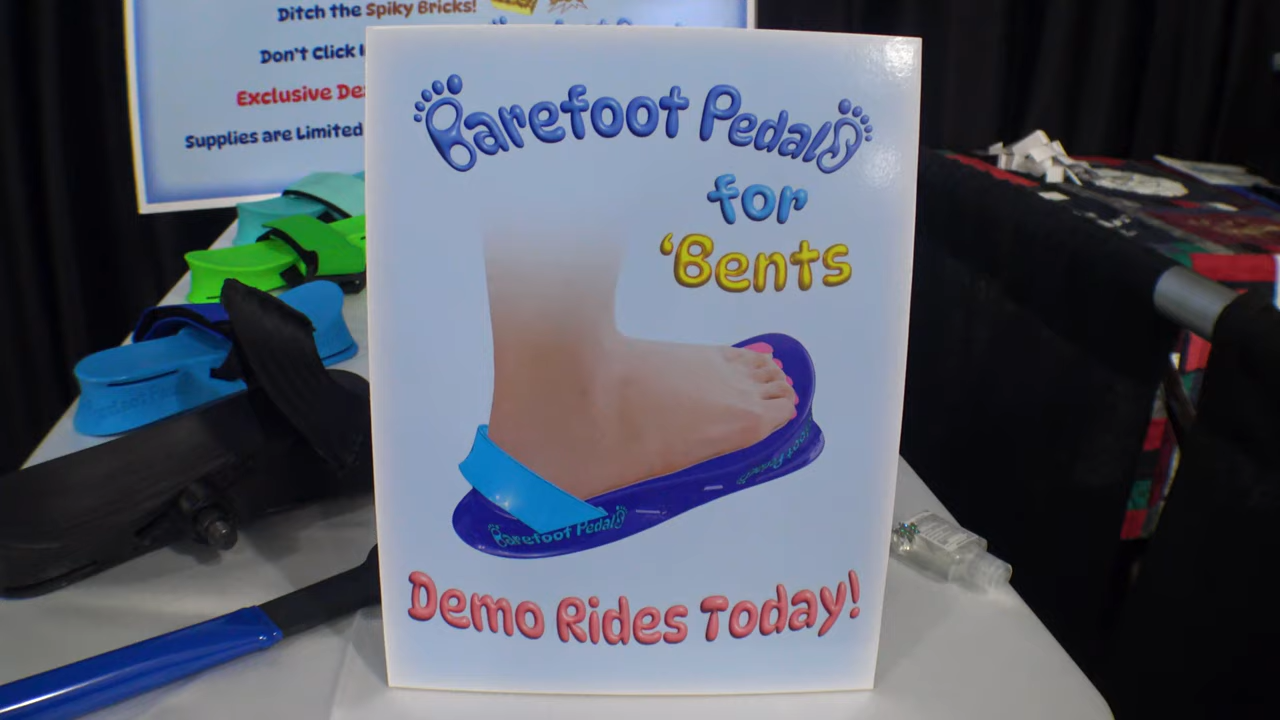 Ditch the Spiky Bricks!
Don't Click
Exclusive
Supplies are Limited
Barefoot Pedals
for
'Bents
Barefoot Pedals
Demo Rides Today!